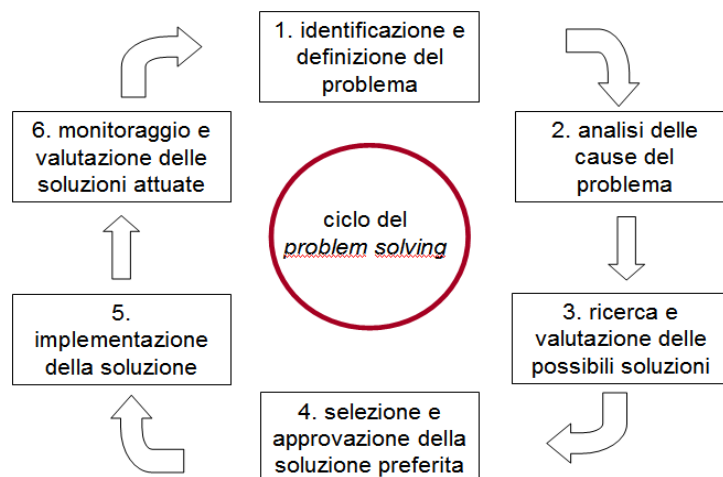 1. identificazione e
definizione del
problema
2. analisi delle
cause del
problema
3. ricerca e
valutazione delle
possibili soluzioni
4. selezione e
approvazione della
soluzione preferita
5.
implementazione
della soluzione
6. monitoraggio e
valutazione delle
soluzioni attuate
ciclo del
problem solving